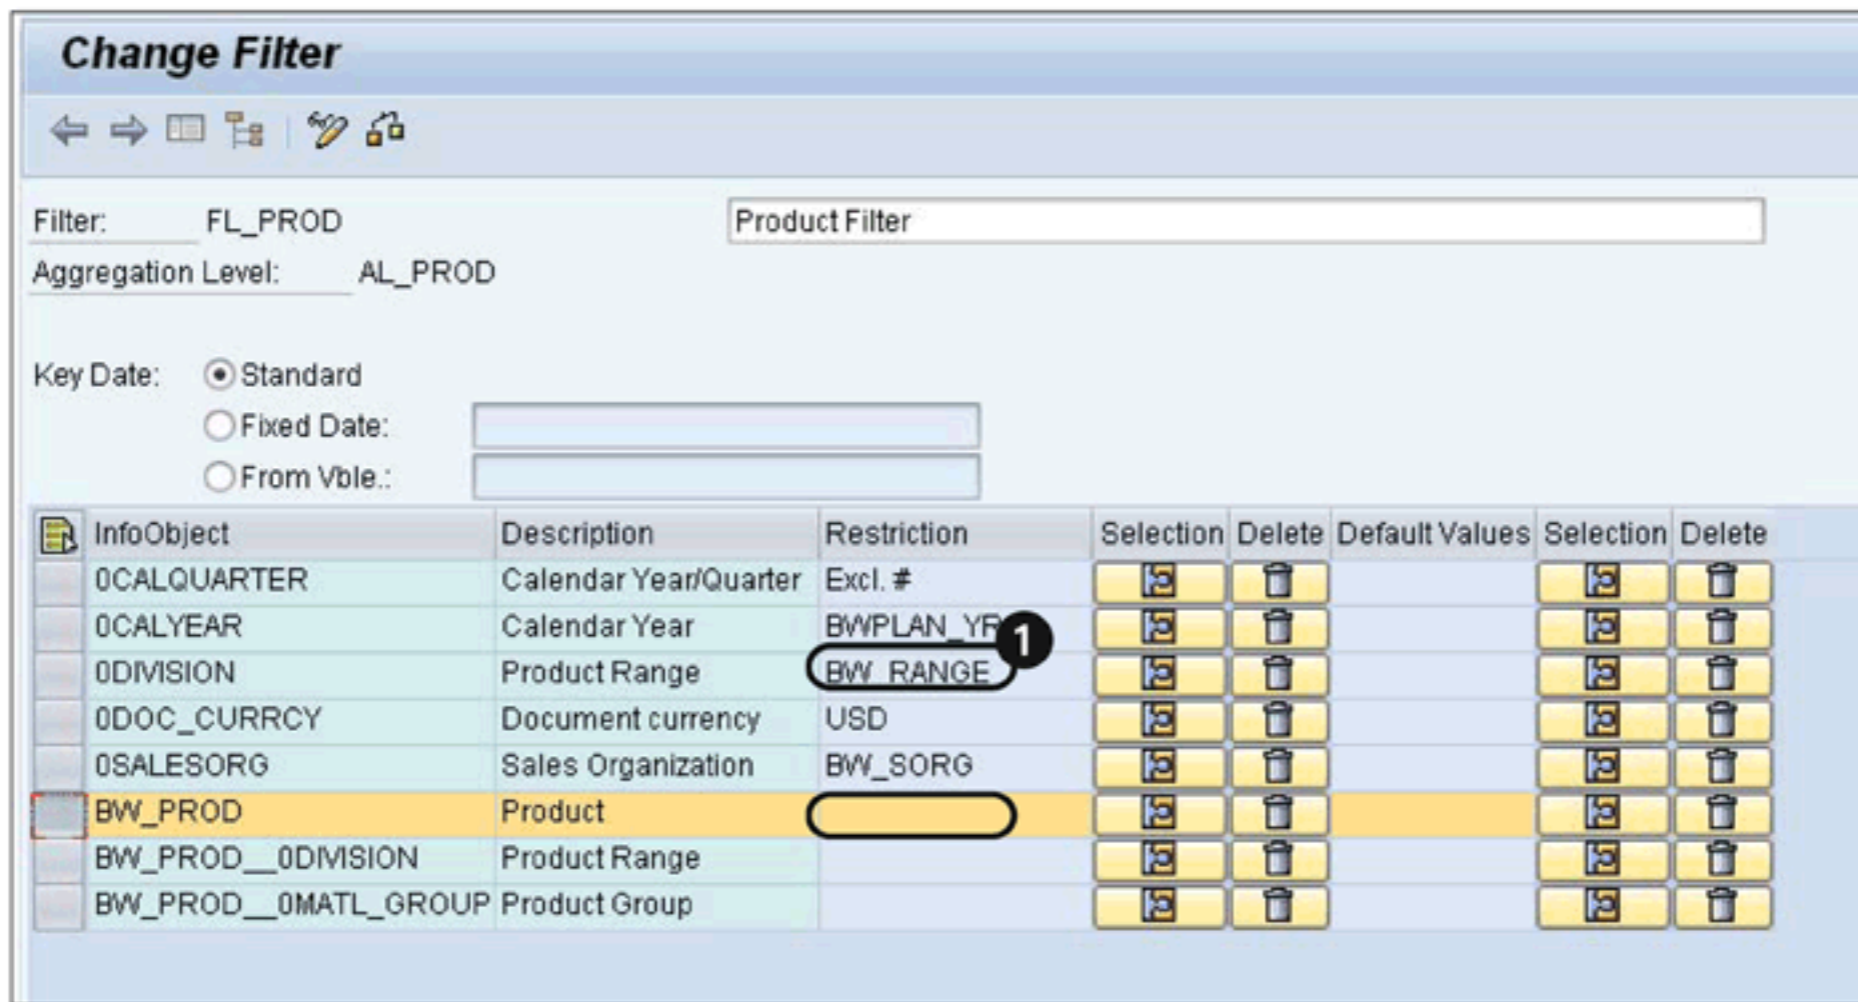 Change Filter
Filter: FL_PROD Product Filter
Aggregation Level: AL_PROD
Key Date: Standard
Fixed Date:
From Vble.:
InfoObject Description Restriction Selection Delete Default Values Selection Delete
0CALQUARTER Calendar Year/Quarter Excl. #
0CALYEAR Calendar Year BWPLAN_YR 1
0DIVISION Product Range BW_RANGE
0DOC_CURRCY Document currency USD
0SALESORG Sales Organization BW_SORG
BW_PROD Product
BW_PROD__0DIVISION Product Range
BW_PROD__0MATL_GROUP Product Group